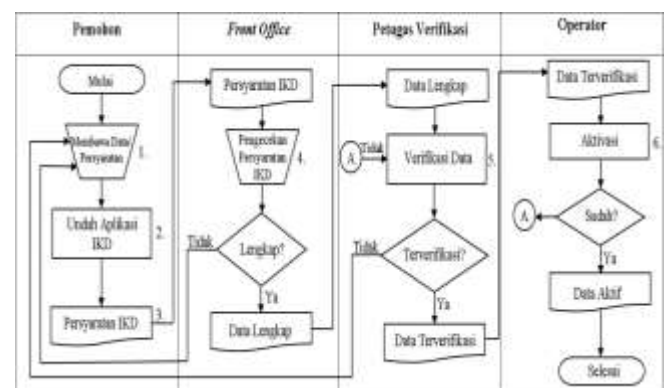 Pemohon
Front Office
Petugas Verifikasi
Operator
Mulai
Membawa Data
Persyaratan
1.
Unduh Aplikasi
IKD
2.
Persyaratan IKD
3.
Persyaratan IKD
Pengecekan
Persyaratan
IKD
4.
Tidak
Lengkap?
Ya
Data Lengkap
Data Lengkap
A
Tidak
Verifikasi Data
5.
Tidak
Terverifikasi?
Ya
Data Terverifikasi
Data Terverifikasi
Aktivasi
6.
A
Sudah?
Ya
Data Aktif
Selesai